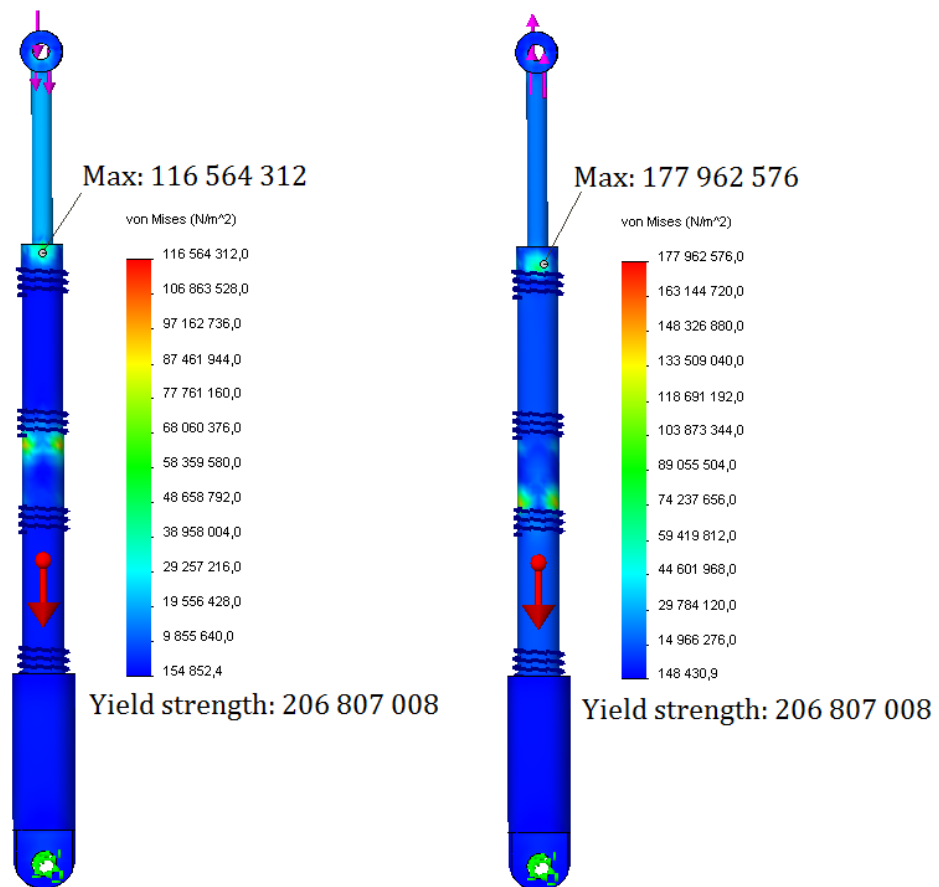 Max: 116 564 312
von Mises (N/m^2)
116 564 312,0
106 863 528,0
97 162 736,0
87 461 944,0
77 761 160,0
68 060 376,0
58 359 580,0
48 658 792,0
38 958 004,0
29 257 216,0
19 556 428,0
9 855 640,0
154 852,4
Yield strength: 206 807 008
Max: 177 962 576
von Mises (N/m^2)
177 962 576,0
163 144 720,0
148 326 880,0
133 509 040,0
118 691 192,0
103 873 344,0
89 055 504,0
74 237 656,0
59 419 812,0
44 601 968,0
29 784 120,0
14 966 276,0
148 430,9
Yield strength: 206 807 008